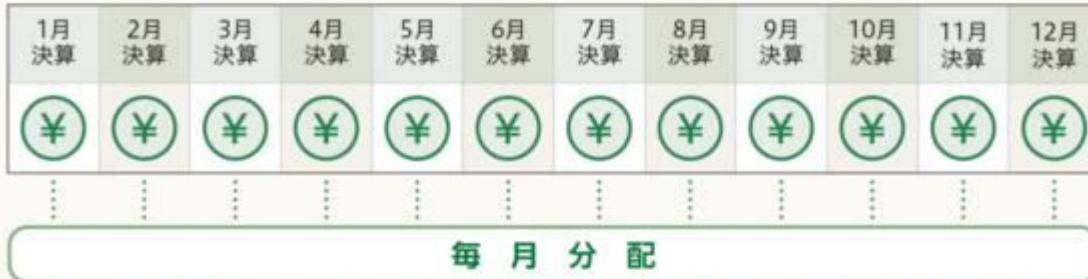 1月 2月 3月 4月 5月 6月 7月 8月 9月 10月 11月 12月
決算 決算 決算 決算 決算 決算 決算 決算 決算 決算 決算 決算
¥ ¥ ¥ ¥ ¥ ¥ ¥ ¥ ¥ ¥ ¥ ¥
毎月分配